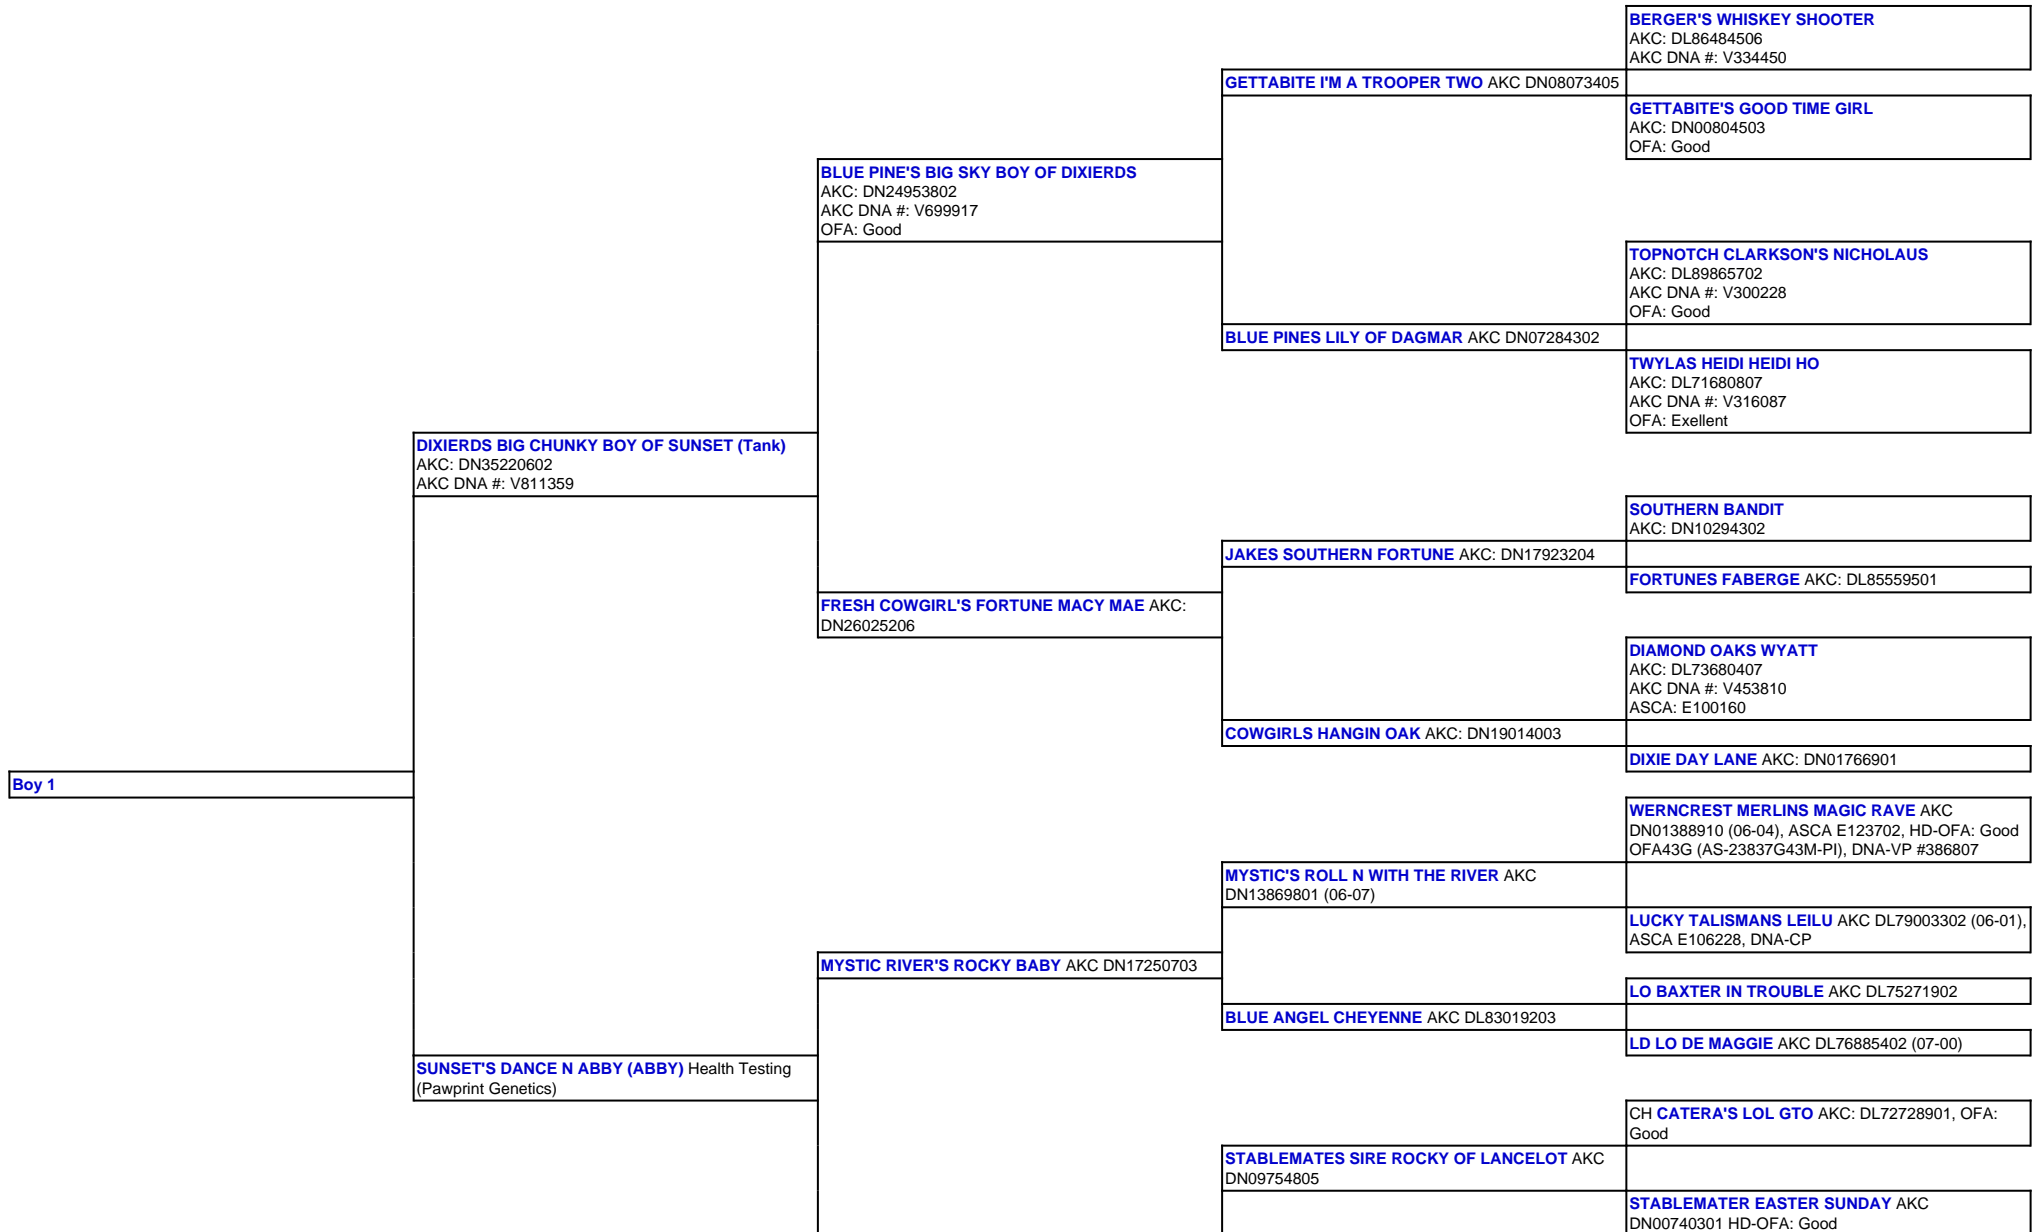 BERGER'S WHISKEY SHOOTER
AKC: DL86484506
AKC DNA #: V334450
GETTABITE I'M A TROOPER TWO AKC DN08073405
GETTABITE'S GOOD TIME GIRL
AKC: DN00804503
OFA: Good
BLUE PINE'S BIG SKY BOY OF DIXIERDS
AKC: DN24953802
AKC DNA #: V699917
OFA: Good
TOPNOTCH CLARKSON'S NICHOLAUS
AKC: DL89865702
AKC DNA #: V300228
OFA: Good
BLUE PINES LILY OF DAGMAR AKC DN07284302
TWYLAS HEIDI HEIDI HO
AKC: DL71680807
AKC DNA #: V316087
OFA: Exellent
DIXIERDS BIG CHUNKY BOY OF SUNSET (Tank)
AKC: DN35220602
AKC DNA #: V811359
SOUTHERN BANDIT
AKC: DN10294302
JAKES SOUTHERN FORTUNE AKC: DN17923204
FORTUNES FABERGE AKC: DL85559501
FRESH COWGIRL'S FORTUNE MACY MAE AKC:
DN26025206
DIAMOND OAKS WYATT
AKC: DL73680407
AKC DNA #: V453810
ASCA: E100160
COWGIRLS HANGIN OAK AKC: DN19014003
DIXIE DAY LANE AKC: DN01766901
Boy 1
WERNCREST MERLINS MAGIC RAVE AKC
DN01388910 (06-04), ASCA E123702, HD-OFA: Good
OFA43G (AS-23837G43M-PI), DNA-VP #386807
MYSTIC'S ROLL N WITH THE RIVER AKC
DN13869801 (06-07)
LUCKY TALISMANS LEILU AKC DL79003302 (06-01),
ASCA E106228, DNA-CP
MYSTIC RIVER'S ROCKY BABY AKC DN17250703
LO BAXTER IN TROUBLE AKC DL75271902
BLUE ANGEL CHEYENNE AKC DL83019203
LD LO DE MAGGIE AKC DL76885402 (07-00)
SUNSET'S DANCE N ABBY (ABBY) Health Testing
(Pawprint Genetics)
CH CATERA'S LOL GTO AKC: DL72728901, OFA:
Good
STABLEMATES SIRE ROCKY OF LANCELOT AKC
DN09754805
STABLEMATER EASTER SUNDAY AKC
DN00740301 HD-OFA: Good